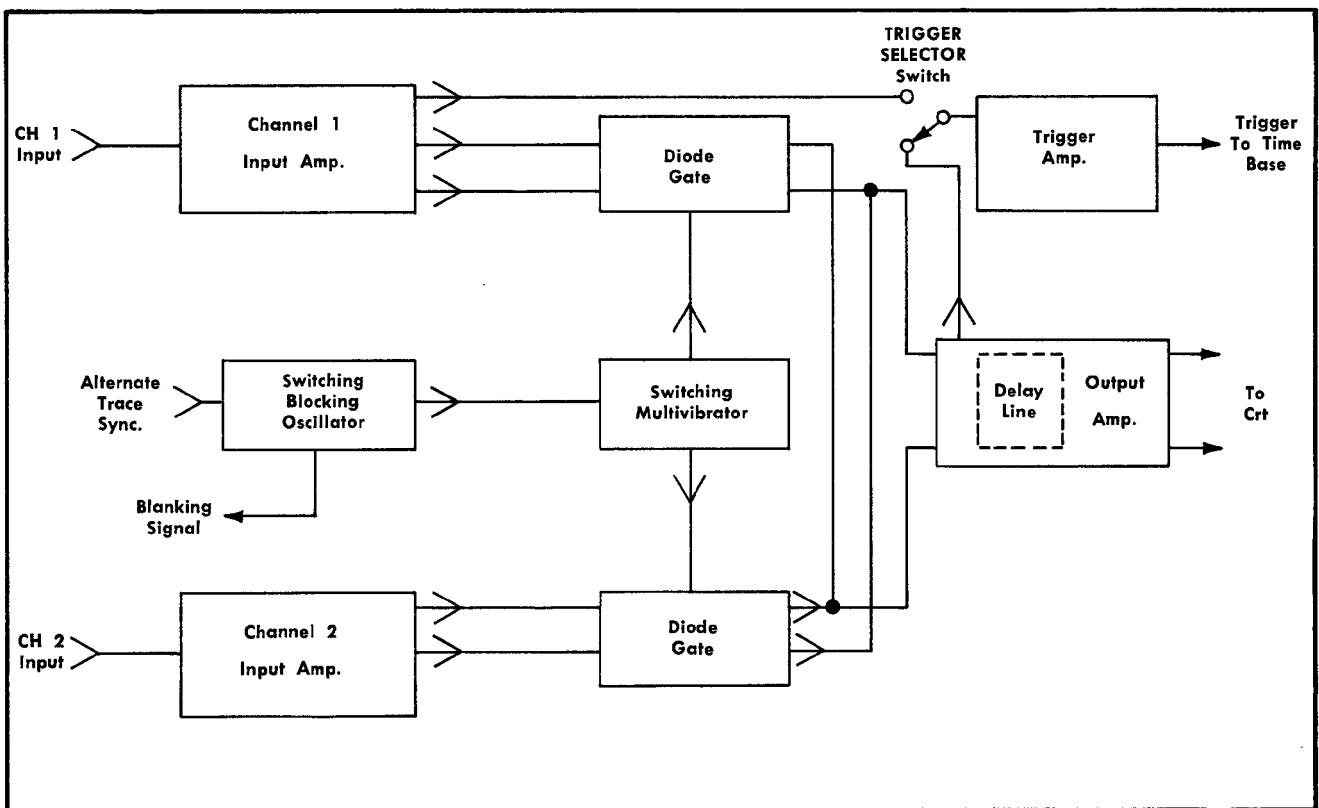 TRIGGER
SELECTOR
Switch
CH 1
Input
Channel 1
Input Amp.
Diode
Gate
Trigger
Amp.
Trigger
To Time
Base
Alternate
Trace
Sync.
Switching
Blocking
Oscillator
Switching
Multivibrator
Delay
Line
Output
Amp.
To
Crt
Blanking
Signal
CH 2
Input
Channel 2
Input Amp.
Diode
Gate